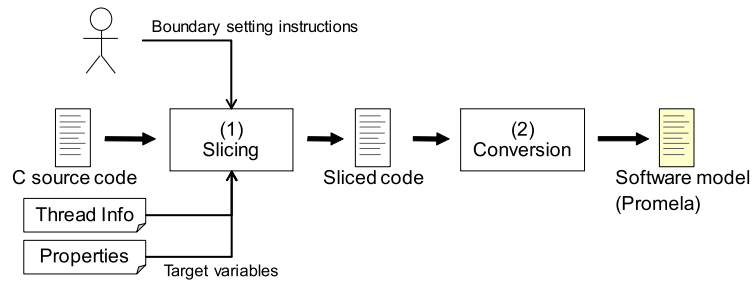 Boundary setting instructions
(1)
Slicing
(2)
Conversion
C source code
Sliced code
Software model
(Promela)
Thread Info
Properties
Target variables